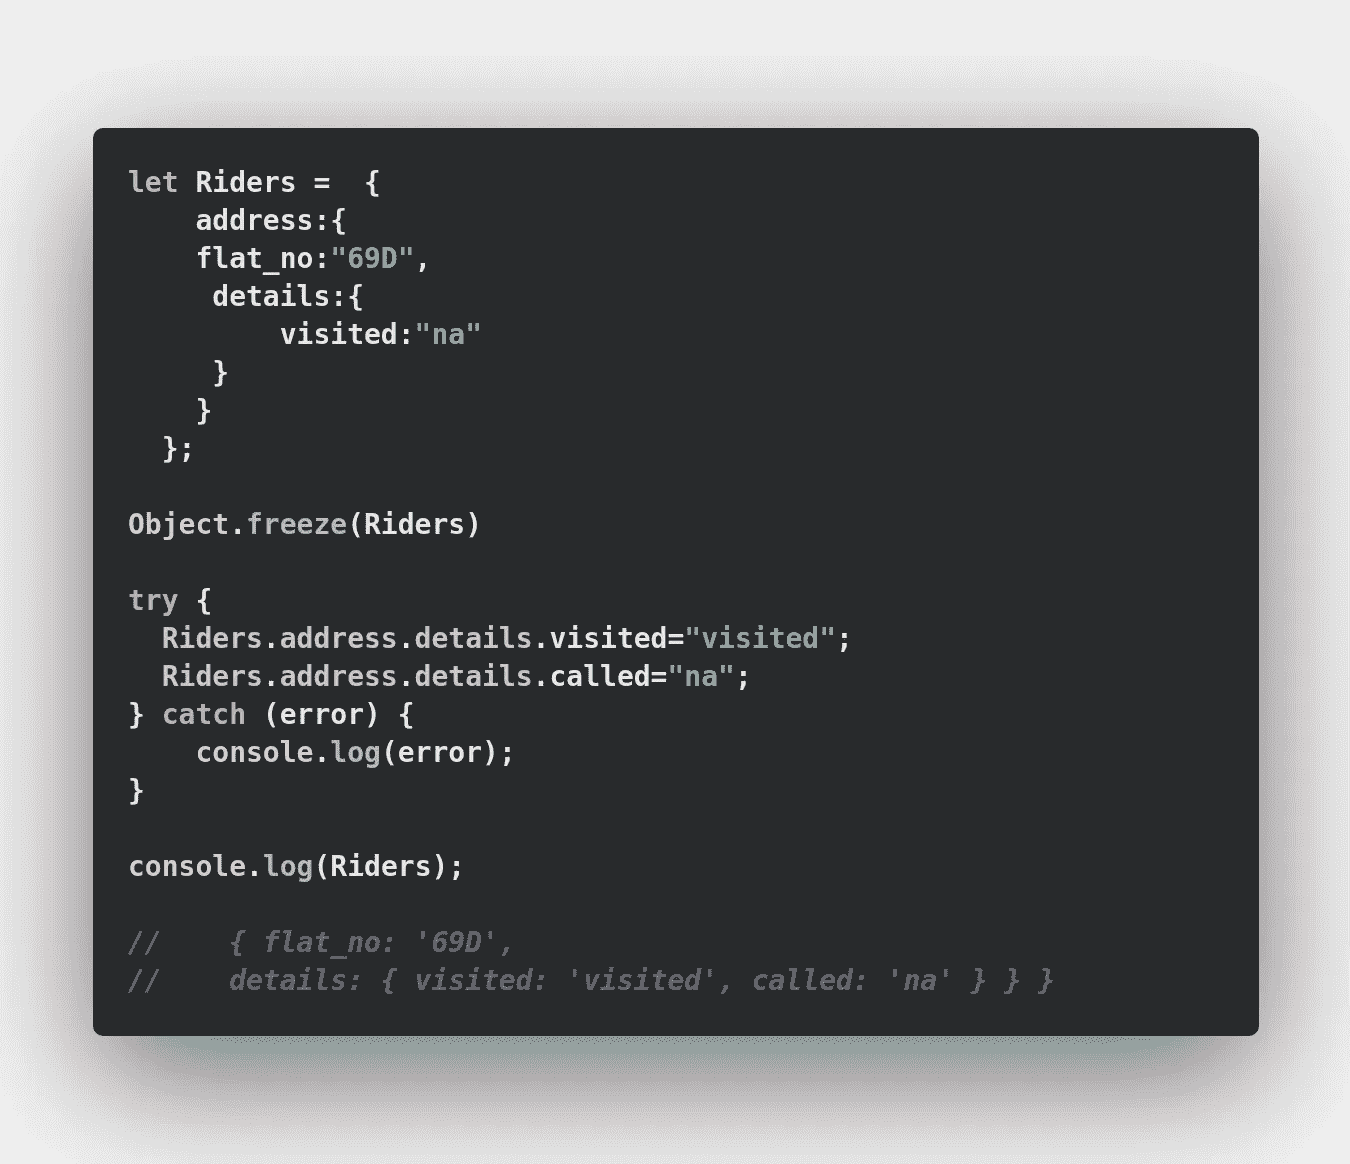 let Riders =  {
    address:{
    flat_no:"69D",
     details:{
         visited:"na"
     }
    }
  };

Object.freeze(Riders)

try {
  Riders.address.details.visited="visited";
  Riders.address.details.called="na";
} catch (error) {
    console.log(error);
}

console.log(Riders);

//    { flat_no: '69D',
//    details: { visited: 'visited', called: 'na' } } }